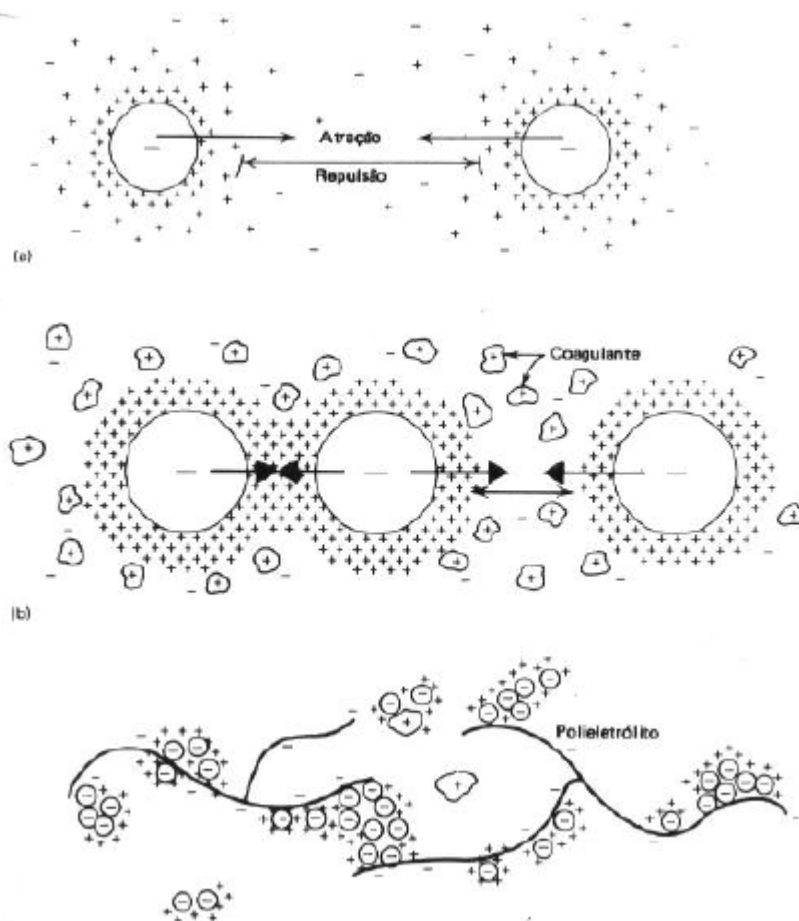 Atração
Repulsão
(a)
Coagulante
(b)
Polieletrólito